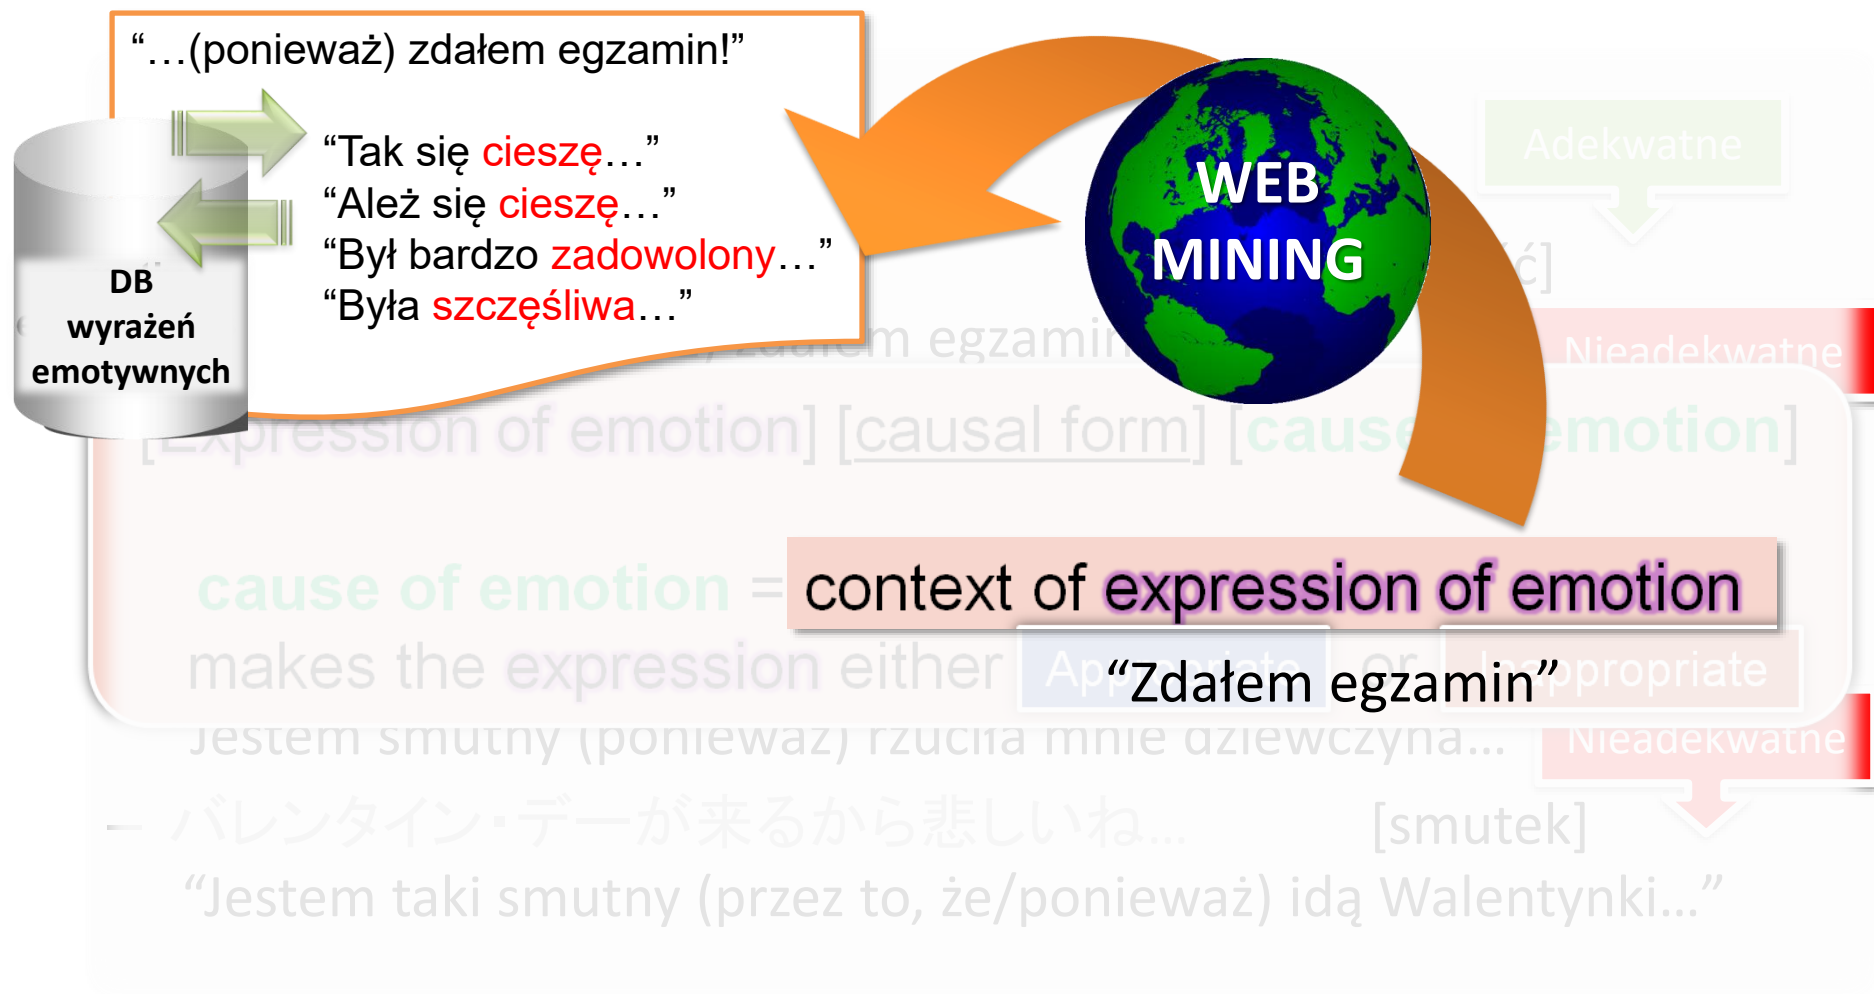 “…(ponieważ) zdałem egzamin!”
“Tak się cieszę…”
“Ależ się cieszę…”
“Był bardzo zadowolony…”
“Była szczęśliwa…”
DB
wyrażeń
emotywnych
WEB
MINING
Adekwatne
egzamin
Nieadekwatne
[Expression of emotion] [causal form] [cause emotion]
cause of emotion = context of expression of emotion
makes the expression either Appropriate or Inappropriate
“Zdałem egzamin”
Jestem smutny (ponieważ) rzuciła mnie dziewczyna…
Nieadekwatne
– バレンタイン・デーが来るから悲しいね… [smutek]
“Jestem taki smutny (przez to, że/ponieważ) idą Walentynki…”